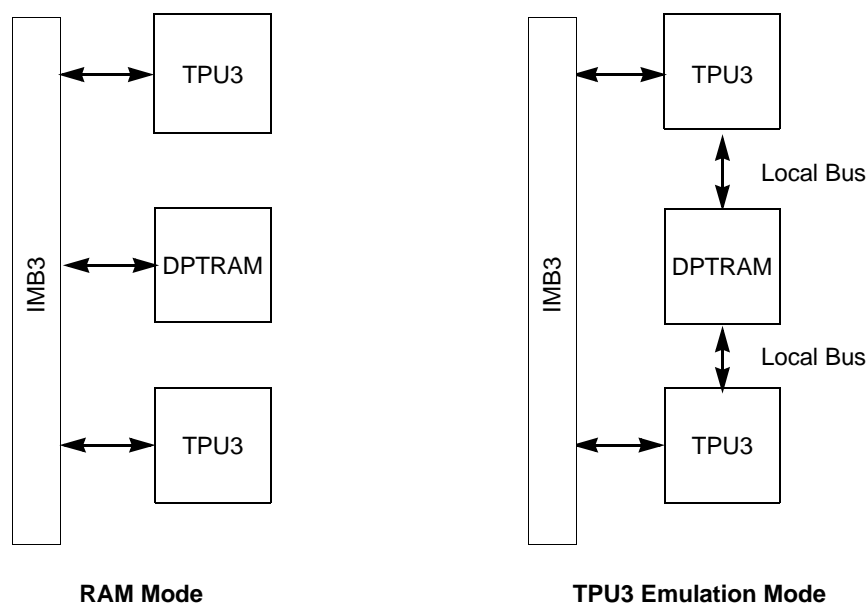 TPU3
IMB3
DPTRAM
TPU3
RAM Mode
TPU3
Local Bus
IMB3
DPTRAM
Local Bus
TPU3
TPU3 Emulation Mode